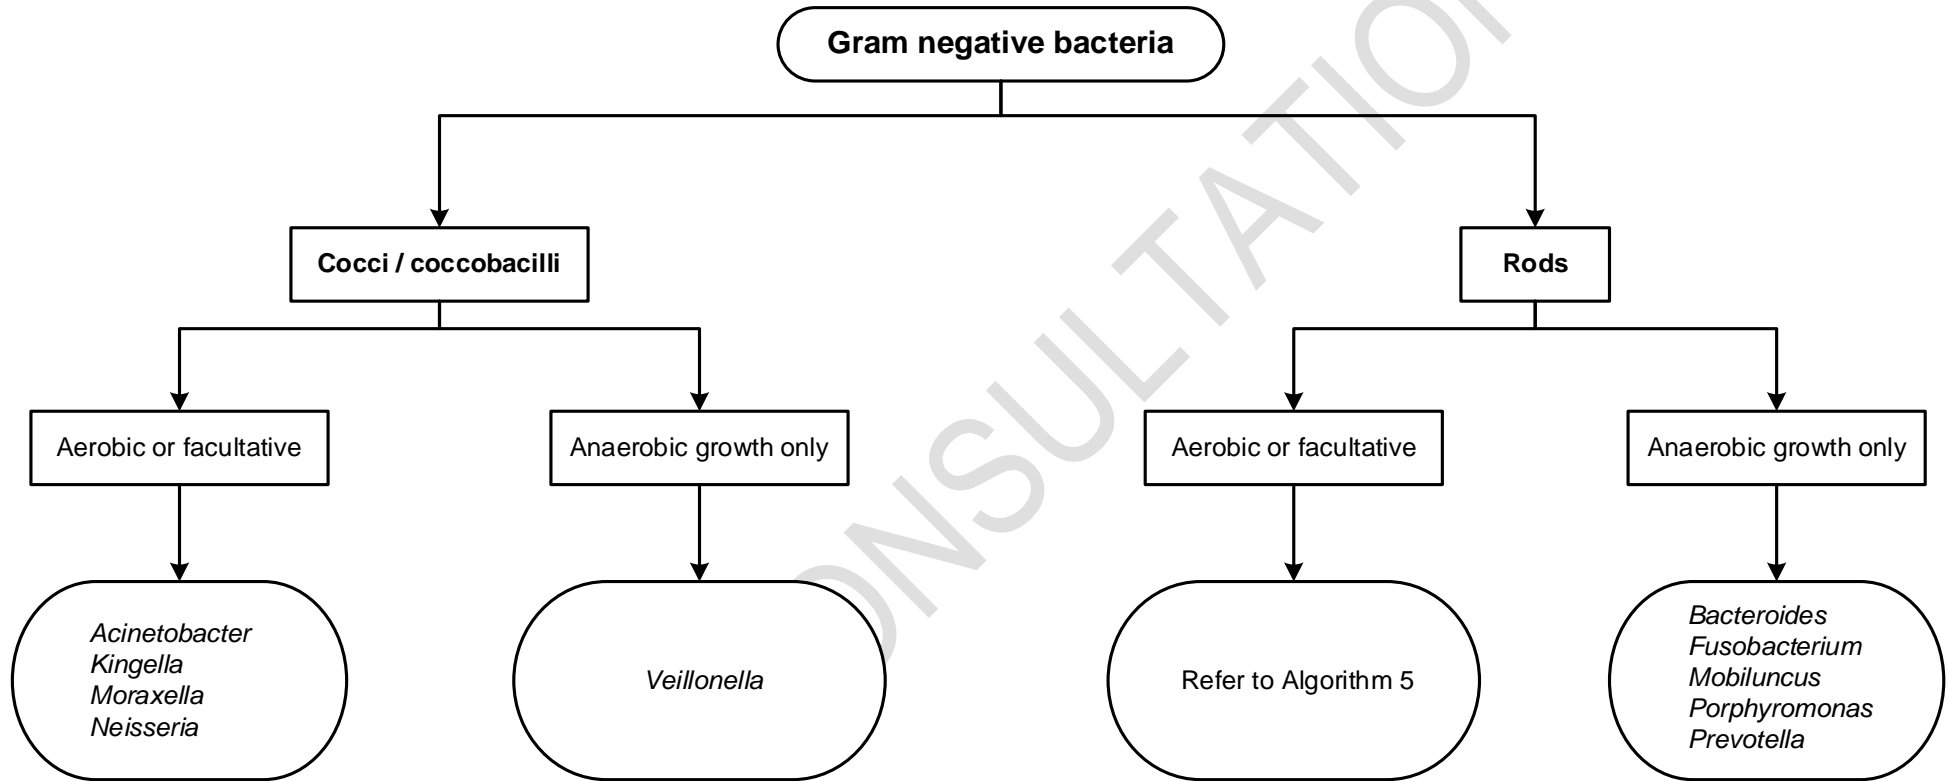 Gram negative bacteria
Cocci / coccobacilli
Rods
Aerobic or facultative
Anaerobic growth only
Aerobic or facultative
Anaerobic growth only
Acinetobacter
Kingella
Moraxella
Neisseria
Veillonella
Refer to Algorithm 5
Bacteroides
Fusobacterium
Mobiluncus
Porphyromonas
Prevotella
CONSULTATION